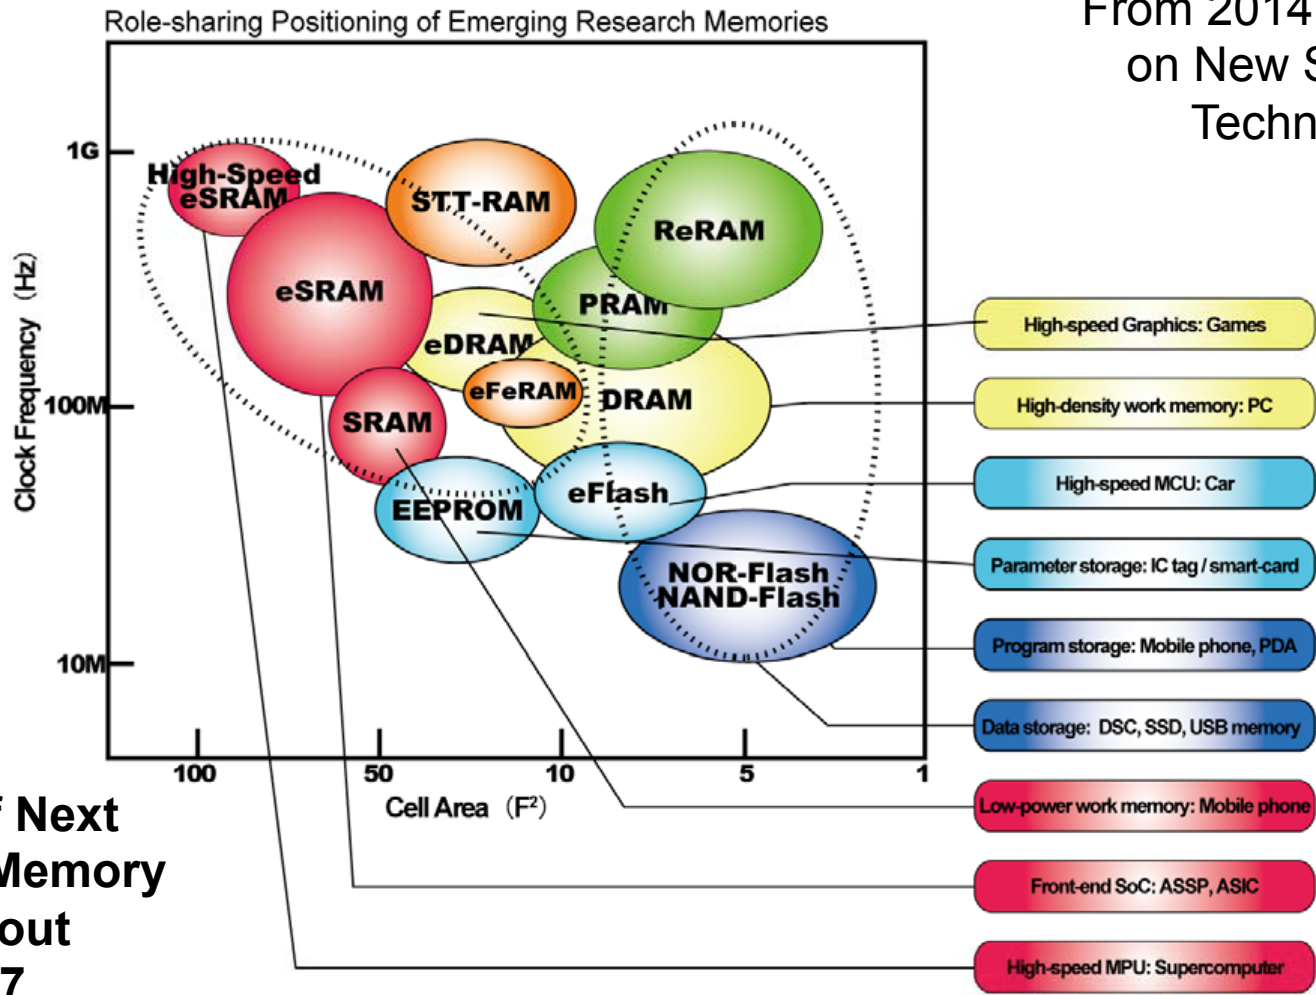 Role-sharing Positioning of Emerging Research Memories
From 2014
on New S
Techn
1G
High-Speed
eSRAM
STT-RAM
ReRAM
eSRAM
PRAM
eDRAM
eFeRAM
DRAM
100M
SRAM
eFlash
EEPROM
NOR-Flash
NAND-Flash
10M
Clock Frequency (Hz)
100 50 10 5 1
Cell Area (F²)
High-speed Graphics: Games
High-density work memory: PC
High-speed MCU: Car
Parameter storage: IC tag / smart-card
Program storage: Mobile phone, PDA
Data storage: DSC, SSD, USB memory
Low-power work memory: Mobile phone
Front-end SoC: ASSP, ASIC
High-speed MPU: Supercomputer
Next
Memory
out
7